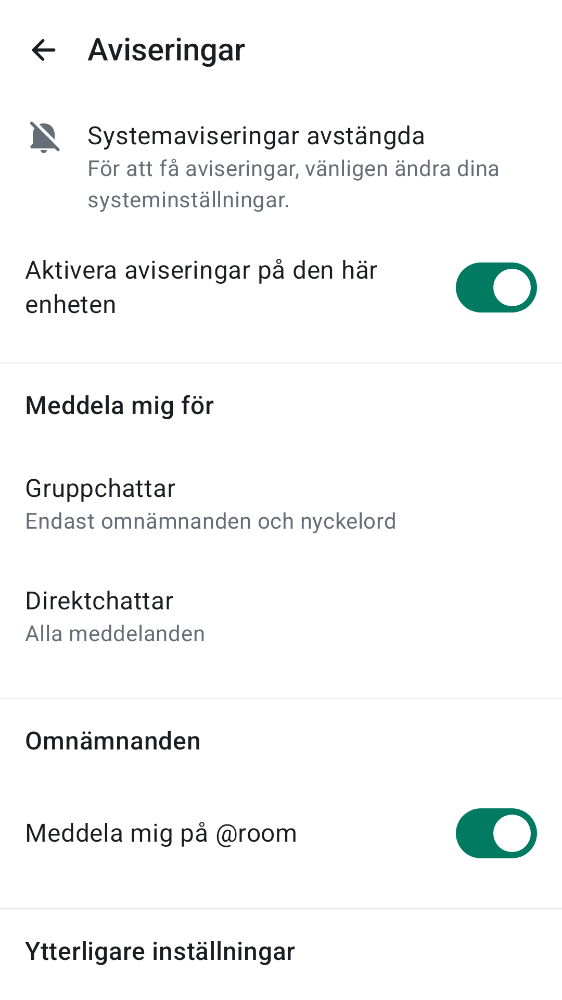 Aviseringar
Systemaviseringar avstängda
För att få aviseringar, vänligen ändra dina
systeminställningar.
Aktivera aviseringar på den här
enheten
Meddela mig för
Gruppchattar
Endast omnämnanden och nyckelord
Direktchattar
Alla meddelanden
Omnämnanden
Meddela mig på @room
Ytterligare inställningar